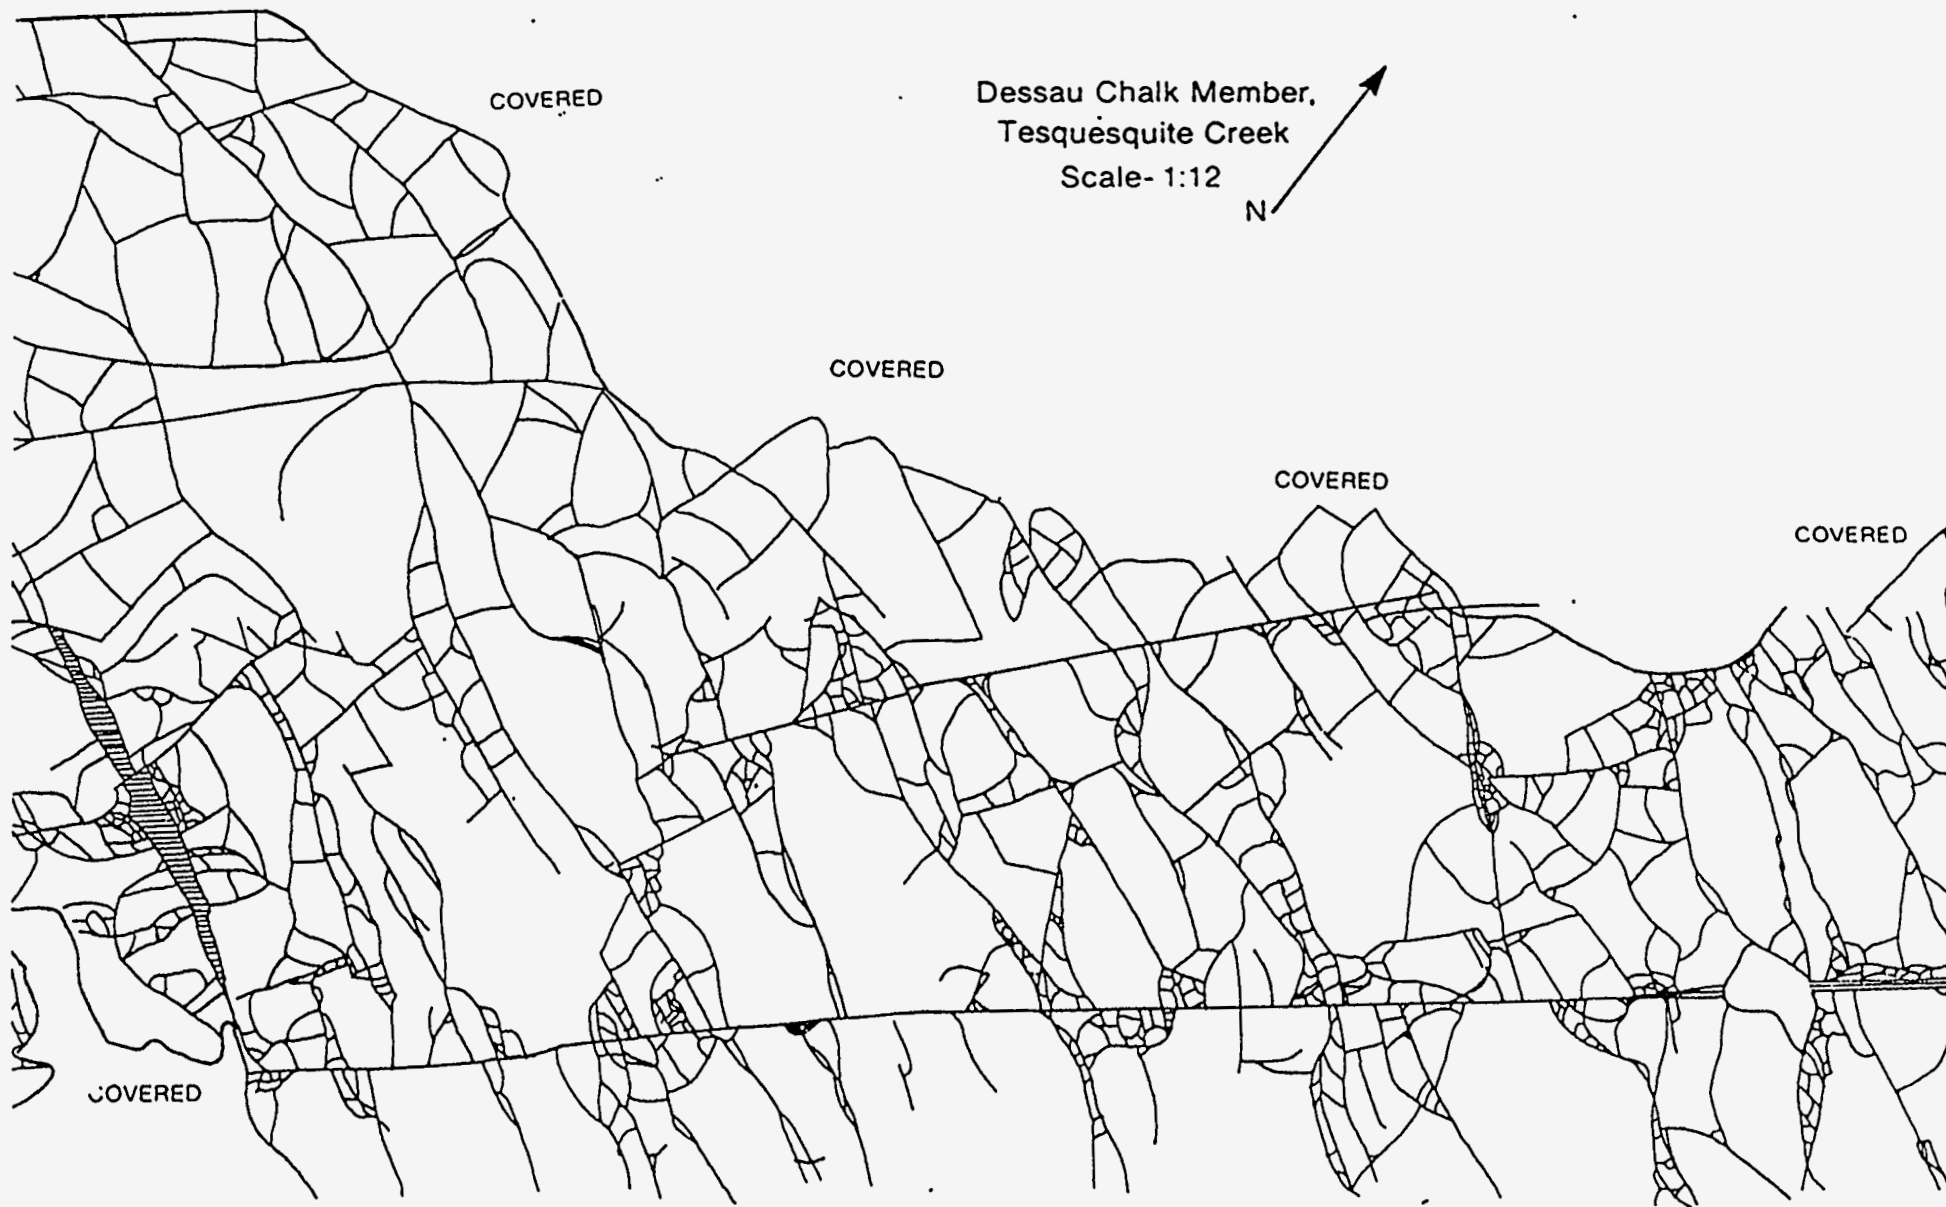 COVERED
Dessau Chalk Member,
Tesquesquite Creek
Scale- 1:12
N
COVERED
COVERED
COVERED
COVERED